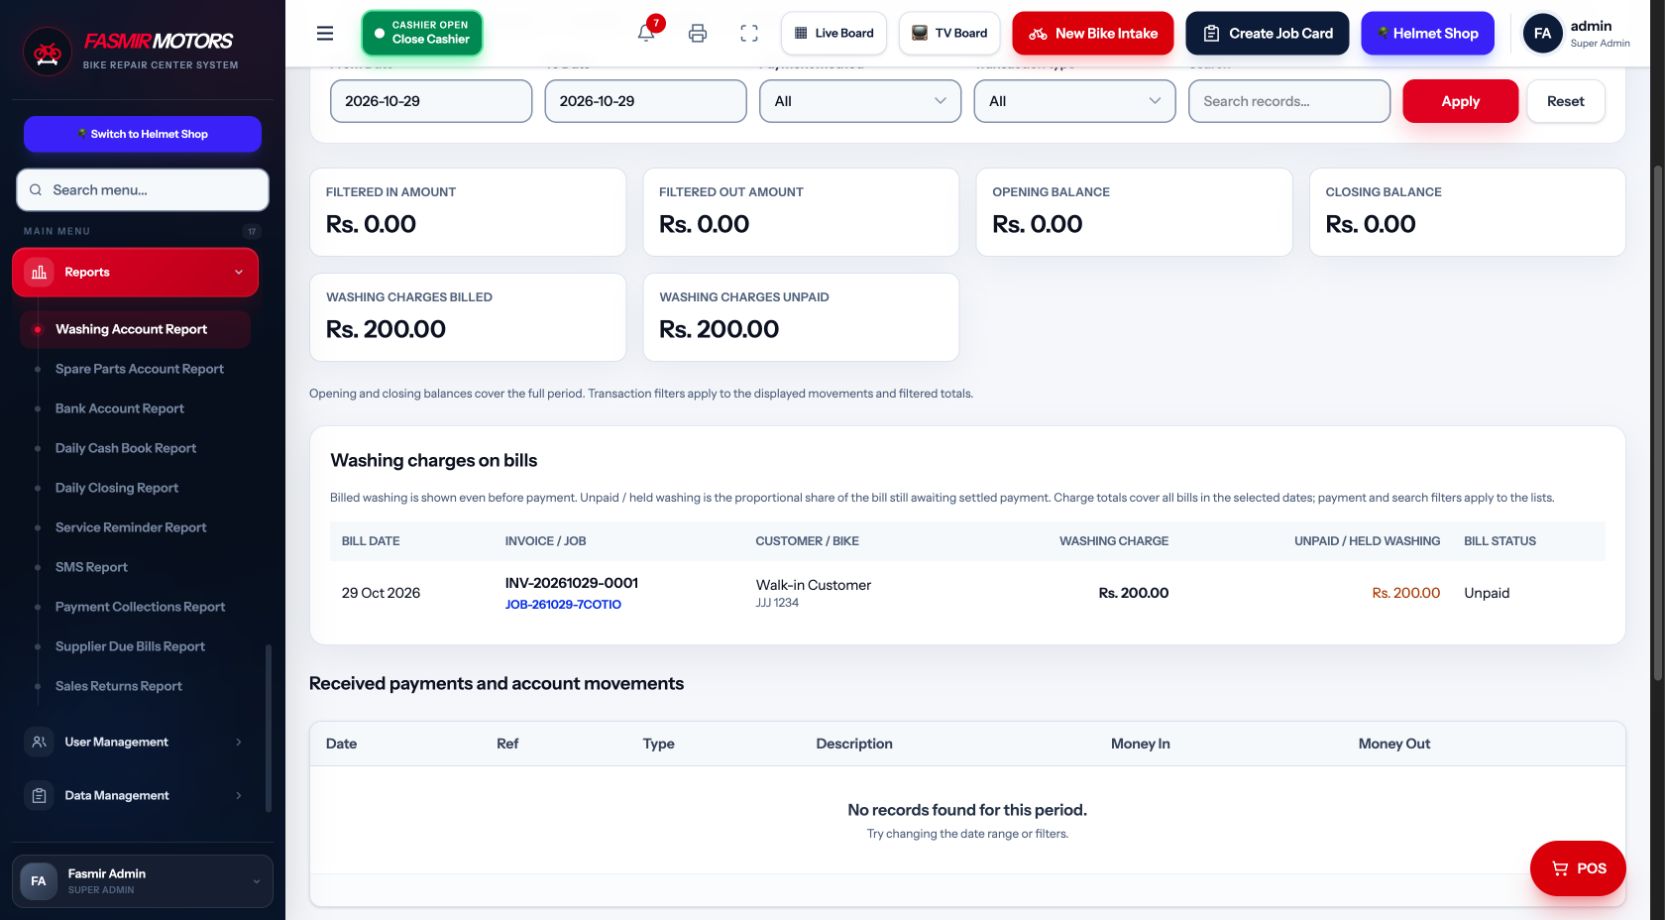 FASMIR MOTORS
BIKE REPAIR CENTER SYSTEM
Switch to Helmet Shop
Search menu...
MAIN MENU
17
Reports
Washing Account Report
Spare Parts Account Report
Bank Account Report
Daily Cash Book Report
Daily Closing Report
Service Reminder Report
SMS Report
Payment Collections Report
Supplier Due Bills Report
Sales Returns Report
User Management
Data Management
FA
Fasmir Admin
SUPER ADMIN
CASHIER OPEN
Close Cashier
7
Live Board
TV Board
New Bike Intake
Create Job Card
Helmet Shop
FA
admin
Super Admin
2026-10-29
2026-10-29
All
All
Search records...
Apply
Reset
FILTERED IN AMOUNT
Rs. 0.00
FILTERED OUT AMOUNT
Rs. 0.00
OPENING BALANCE
Rs. 0.00
CLOSING BALANCE
Rs. 0.00
WASHING CHARGES BILLED
Rs. 200.00
WASHING CHARGES UNPAID
Rs. 200.00
Opening and closing balances cover the full period. Transaction filters apply to the displayed movements and filtered totals.
Washing charges on bills
Billed washing is shown even before payment. Unpaid / held washing is the proportional share of the bill still awaiting settled payment. Charge totals cover all bills in the selected dates; payment and search filters apply to the lists.
BILL DATE INVOICE / JOB CUSTOMER / BIKE WASHING CHARGE UNPAID / HELD WASHING BILL STATUS
29 Oct 2026 INV-20261029-0001 Walk-in Customer Rs. 200.00 Rs. 200.00 Unpaid
JOB-261029-7COTIO JJJ 1234
Received payments and account movements
Date Ref Type Description Money In Money Out
No records found for this period.
Try changing the date range or filters.
POS